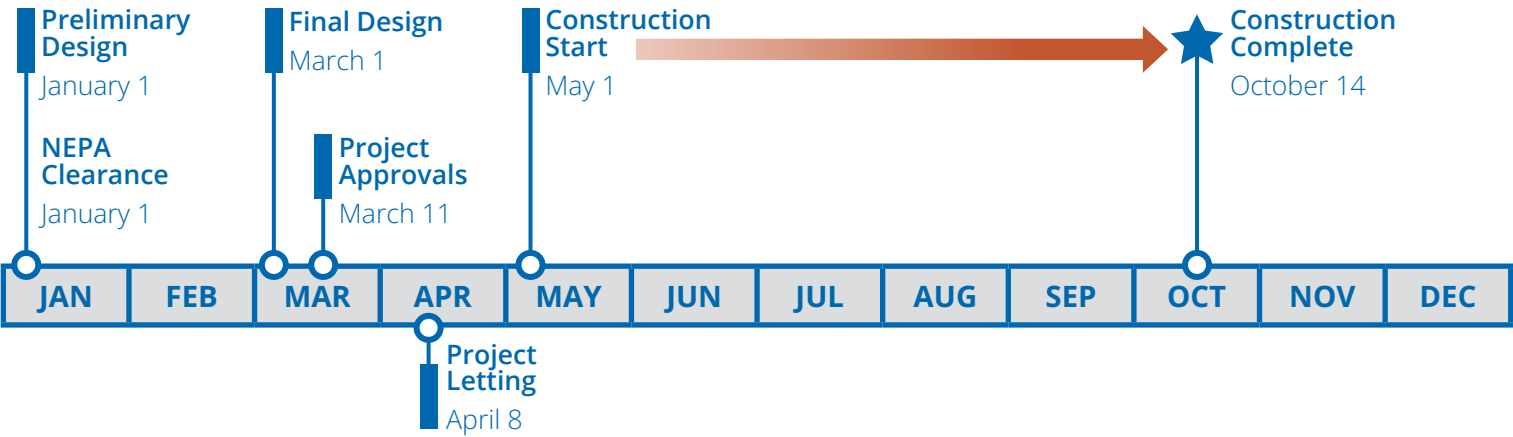 Preliminary
Design
January 1
NEPA
Clearance
January 1
Final Design
March 1
Project
Approvals
March 11
Construction
Start
May 1
Construction
Complete
October 14
JAN FEB MAR APR MAY JUN JUL AUG SEP OCT NOV DEC
Project
Letting
April 8